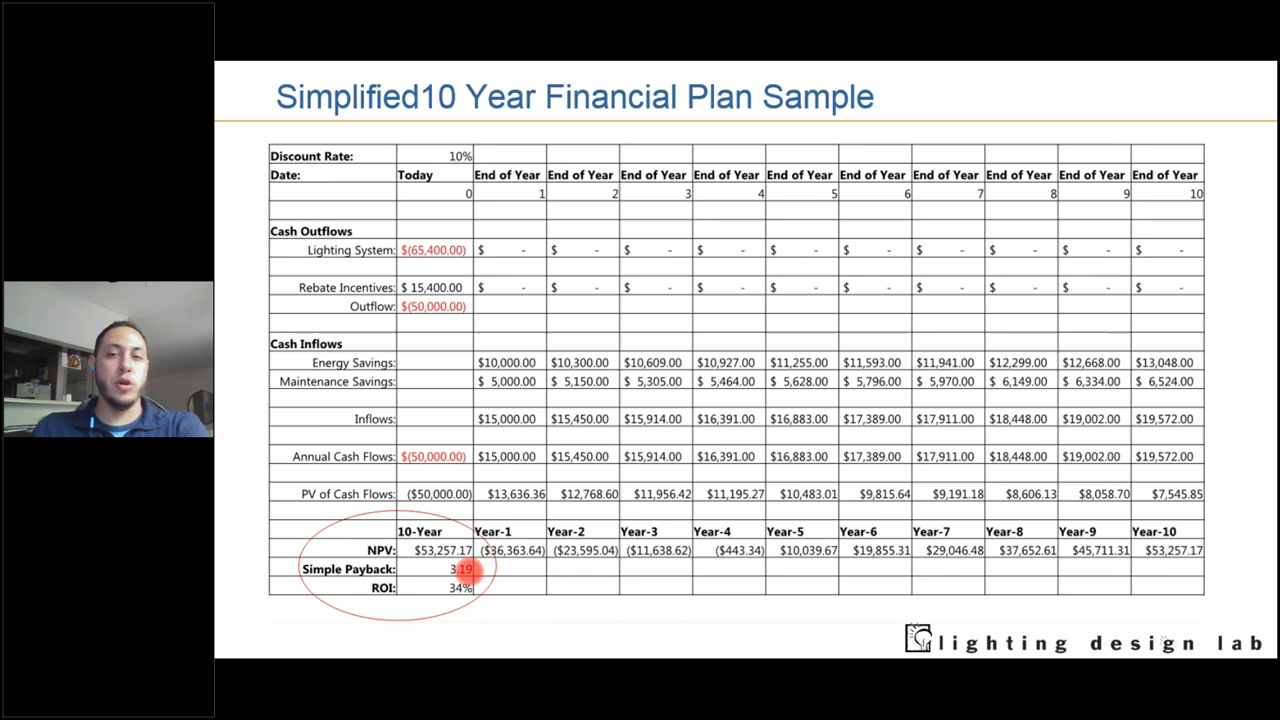 Simplified10 Year Financial Plan Sample
Discount Rate: 10%
Date: Today End of Year End of Year End of Year End of Year End of Year End of Year End of Year End of Year End of Year End of Year
0 1 2 3 4 5 6 7 8 9 10
Cash Outflows
Lighting System: $(65,400.00) $ - $ - $ - $ - $ - $ - $ - $ - $ - $ -
Rebate Incentives: $ 15,400.00 $ - $ - $ - $ - $ - $ - $ - $ - $ - $ -
Outflow: $(50,000.00)
Cash Inflows
Energy Savings: $10,000.00 $10,300.00 $10,609.00 $10,927.00 $11,255.00 $11,593.00 $11,941.00 $12,299.00 $12,668.00 $13,048.00
Maintenance Savings: $ 5,000.00 $ 5,150.00 $ 5,305.00 $ 5,464.00 $ 5,628.00 $ 5,796.00 $ 5,970.00 $ 6,149.00 $ 6,334.00 $ 6,524.00
Inflows: $15,000.00 $15,450.00 $15,914.00 $16,391.00 $16,883.00 $17,389.00 $17,911.00 $18,448.00 $19,002.00 $19,572.00
Annual Cash Flows: $(50,000.00) $15,000.00 $15,450.00 $15,914.00 $16,391.00 $16,883.00 $17,389.00 $17,911.00 $18,448.00 $19,002.00 $19,572.00
PV of Cash Flows: ($50,000.00) $13,636.36 $12,768.60 $11,956.42 $11,195.27 $10,483.01 $9,815.64 $9,191.18 $8,606.13 $8,058.70 $7,545.85
10-Year Year-1 Year-2 Year-3 Year-4 Year-5 Year-6 Year-7 Year-8 Year-9 Year-10
NPV: $53,257.17 ($36,363.64) ($23,595.04) ($11,638.62) ($443.34) $10,039.67 $19,855.31 $29,046.48 $37,652.61 $45,711.31 $53,257.17
Simple Payback: 3.19
ROI: 34%
lighting design lab